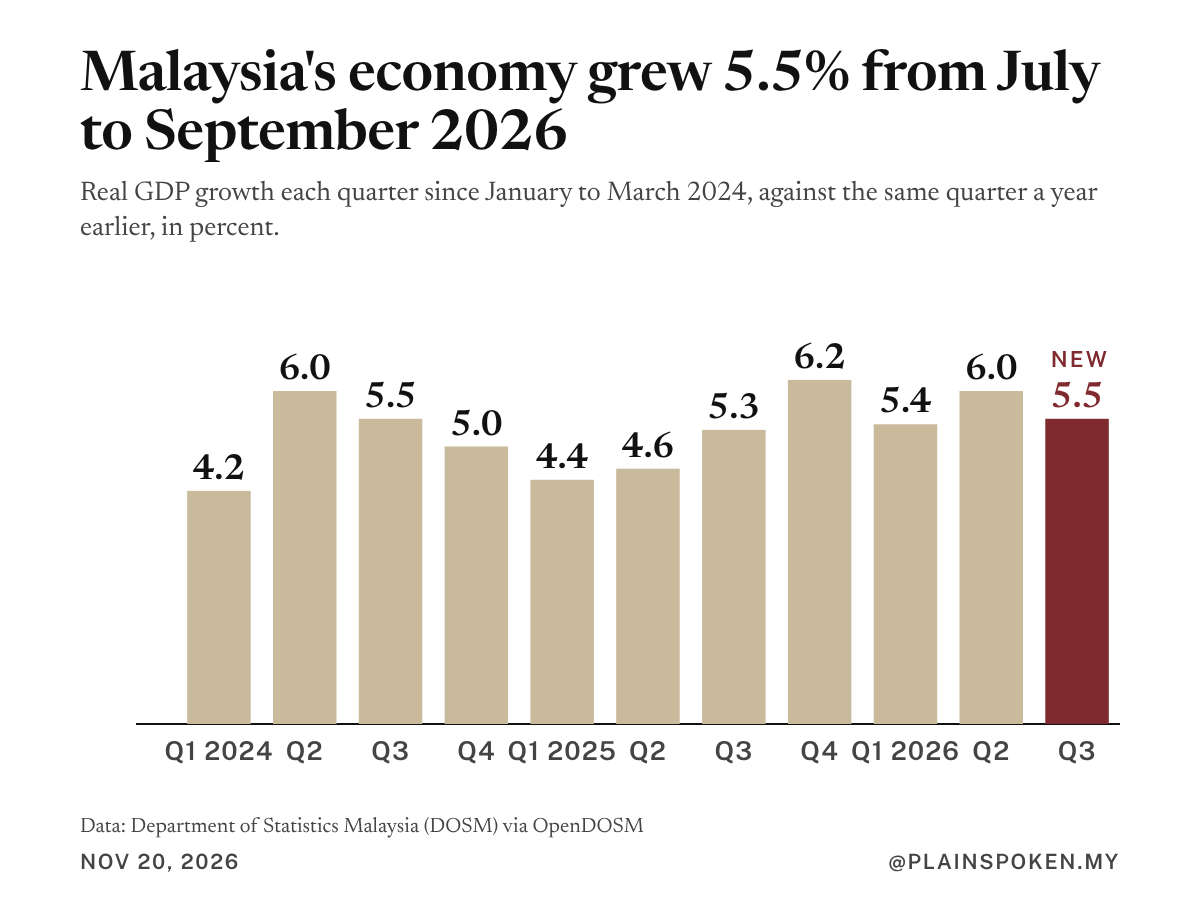 Malaysia's economy grew 5.5% from July
to September 2026
Real GDP growth each quarter since January to March 2024, against the same quarter a year
earlier, in percent.
4.2
6.0
5.5
5.0
4.4
4.6
5.3
6.2
5.4
6.0
NEW
5.5
Q1 2024 Q2 Q3 Q4 Q1 2025 Q2 Q3 Q4 Q1 2026 Q2 Q3
Data: Department of Statistics Malaysia (DOSM) via OpenDOSM
NOV 20, 2026
@PLAINSPOKEN.MY